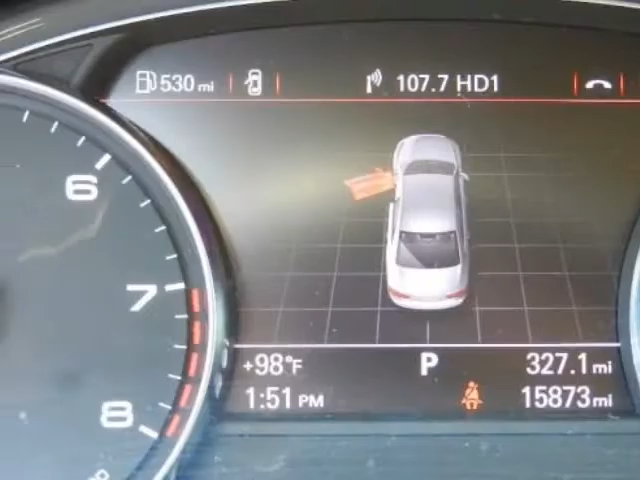 530 mi
107.7 HD1
6
7
8
+98°F
P
327.1 mi
1:51 PM
15873 mi